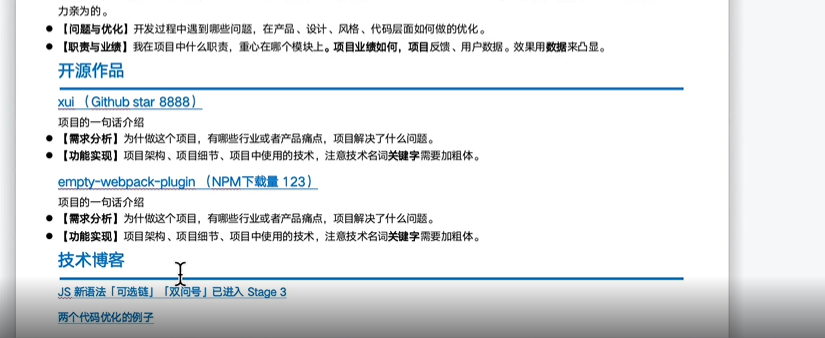 力亲为的。
● 【问题与优化】开发过程中遇到哪些问题，在产品、设计、风格、代码层面如何做的优化。
● 【职责与业绩】我在项目中什么职责，重心在哪个模块上。项目业绩如何，项目反馈、用户数据。效果用数据来凸显。
开源作品
xui （Github star 8888）
项目的一句话介绍
● 【需求分析】为什做这个项目，有哪些行业或者产品痛点，项目解决了什么问题。
● 【功能实现】项目架构、项目细节、项目中使用的技术，注意技术名词关键字需要加粗体。
empty-webpack-plugin （NPM下载量 123）
项目的一句话介绍
● 【需求分析】为什做这个项目，有哪些行业或者产品痛点，项目解决了什么问题。
● 【功能实现】项目架构、项目细节、项目中使用的技术，注意技术名词关键字需要加粗体。
技术博客
JS 新语法「可选链」「双问号」已进入 Stage 3
两个代码优化的例子